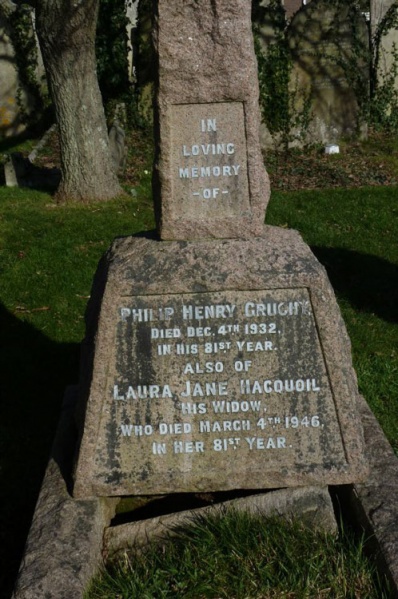 IN
LOVING
MEMORY
-OF-
PHILIP HENRY GRUCHY
DIED DEC. 4TH 1932.
IN HIS 81ST YEAR.
ALSO OF
LAURA JANE HACQUOIL
HIS WIDOW,
WHO DIED MARCH 4TH 1946,
IN HER 81ST YEAR.